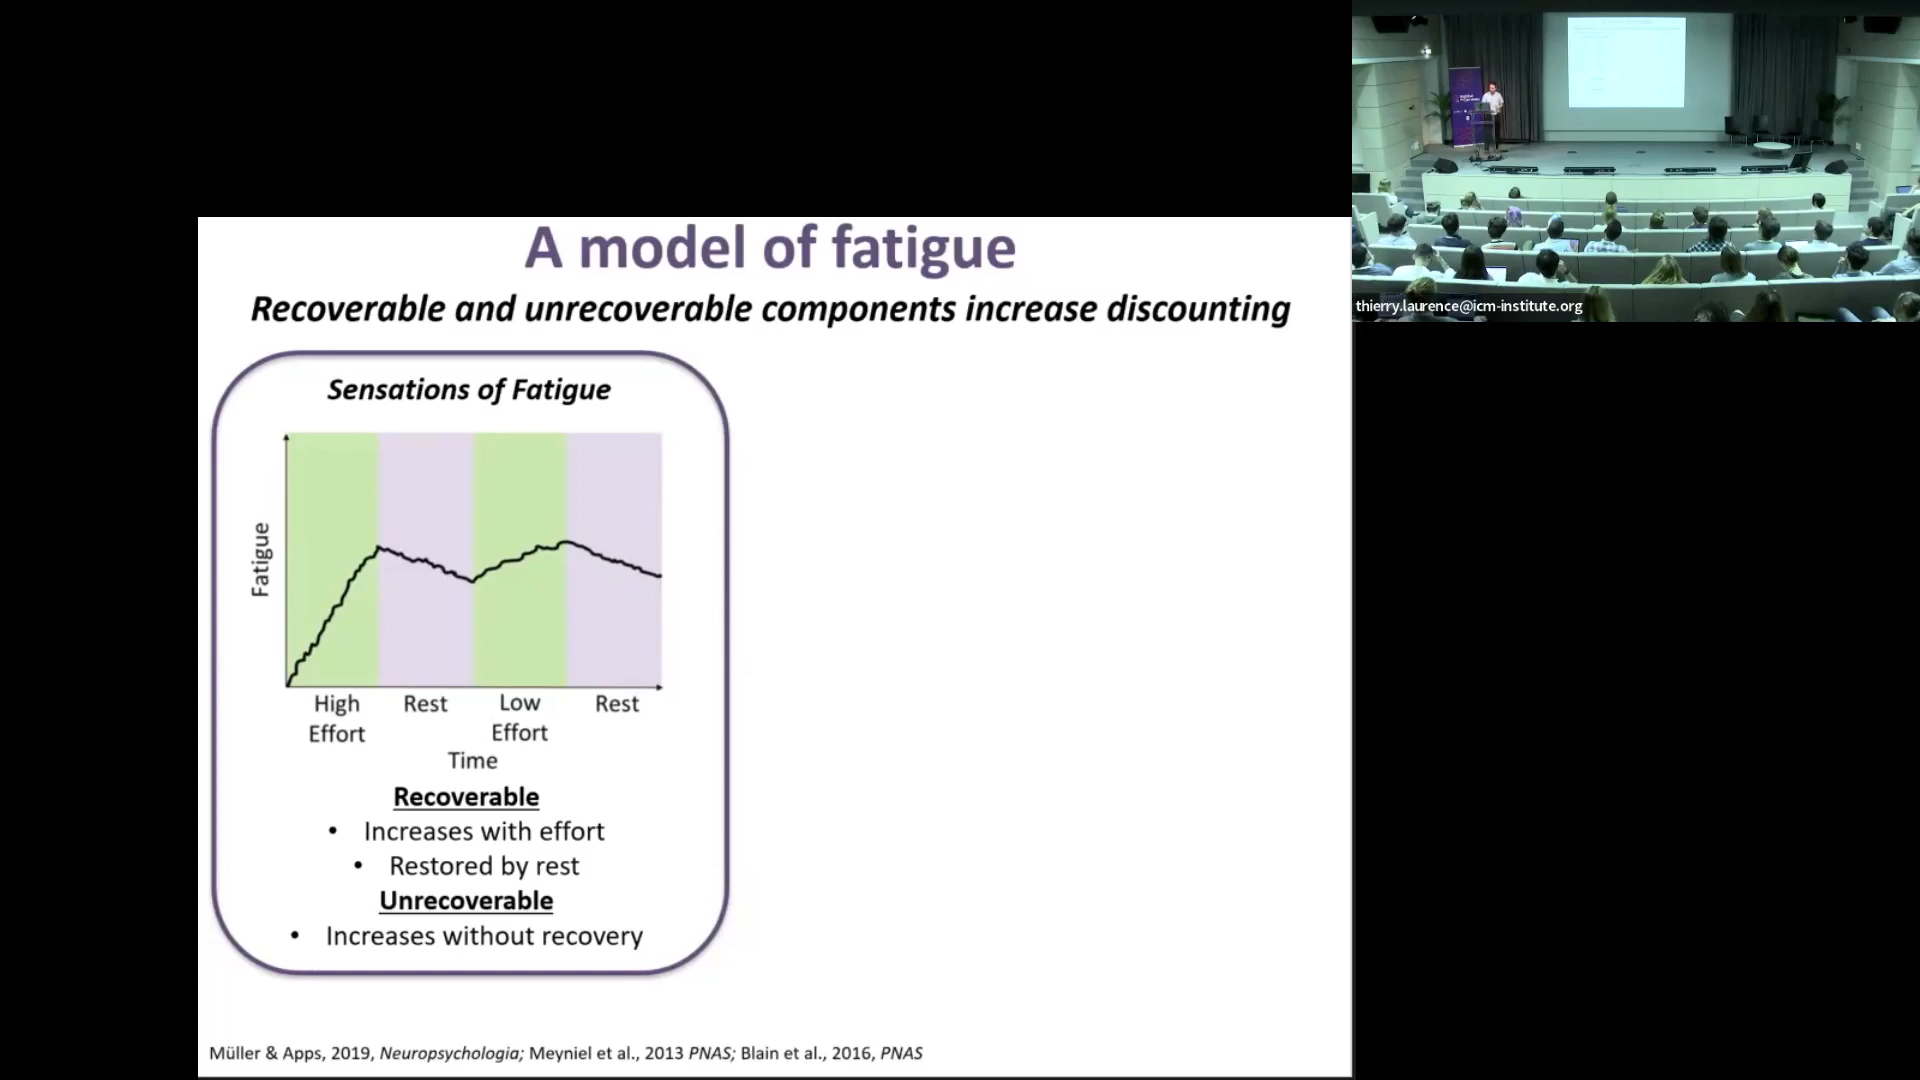 A model of fatigue
Recoverable and unrecoverable components increase discounting
Sensations of Fatigue
Fatigue
High Effort
Rest
Low Effort
Rest
Time
Recoverable
• Increases with effort
• Restored by rest
Unrecoverable
• Increases without recovery
Müller & Apps, 2019, Neuropsychologia; Meyniel et al., 2013 PNAS; Blain et al., 2016, PNAS
thierry.laurence@icm-institute.org